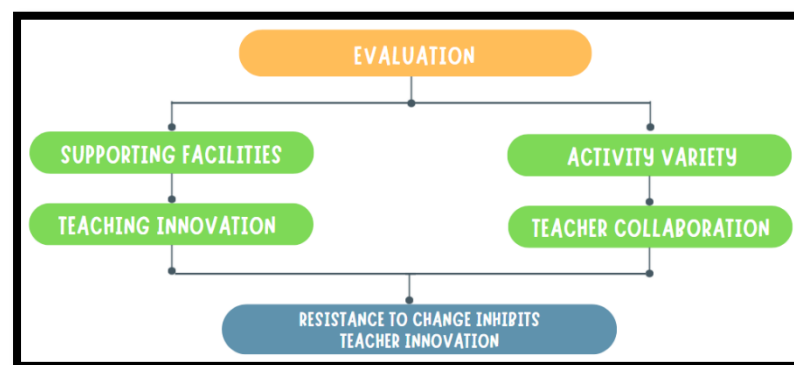 EVALUATION
SUPPORTING FACILITIES
ACTIVITY VARIETY
TEACHING INNOVATION
TEACHER COLLABORATION
RESISTANCE TO CHANGE INHIBITS
TEACHER INNOVATION